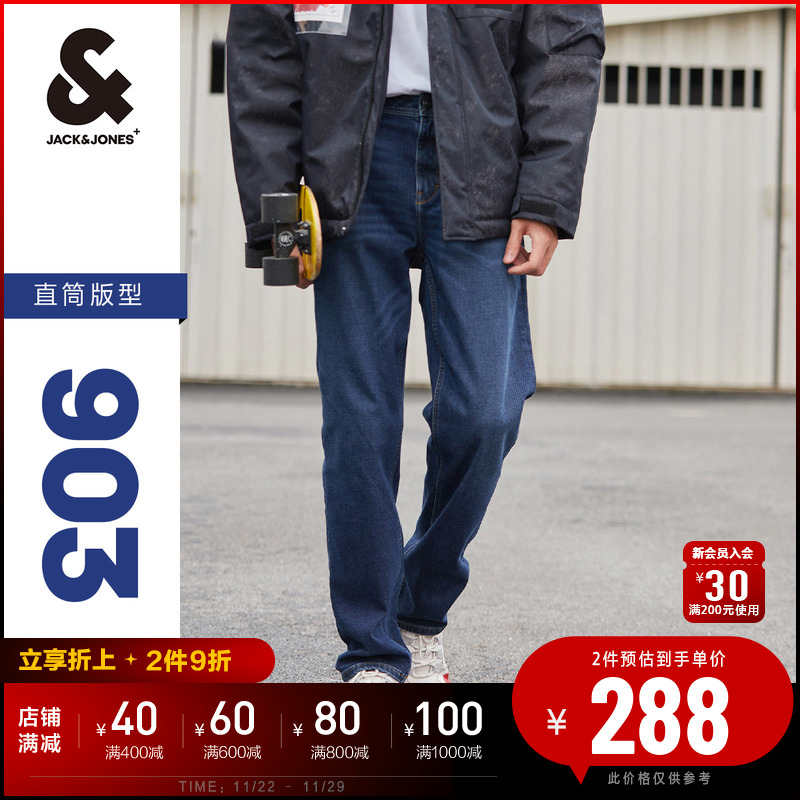 &
JACK&JONES+
直筒版型
903
新会员入会
¥30
满200元使用
立享折上 + 2件9折
店铺
满减
¥40
满400减
¥60
满600减
¥80
满800减
¥100
满1000减
2件预估到手单价
¥ 288
此价格仅供参考
TIME: 11/22 - 11/29